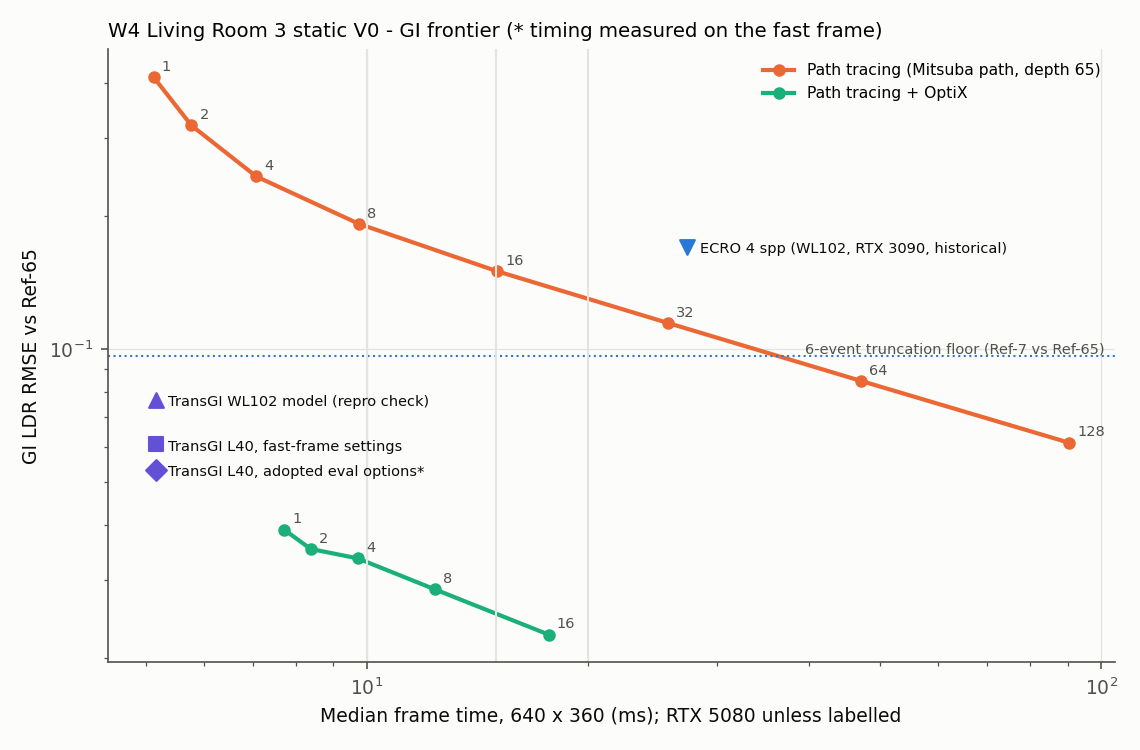 W4 Living Room 3 static V0 - GI frontier (* timing measured on the fast frame)
Path tracing (Mitsuba path, depth 65)
Path tracing + OptiX
1
2
4
8
16
32
64
128
ECRO 4 spp (WL102, RTX 3090, historical)
6-event truncation floor (Ref-7 vs Ref-65)
TransGI WL102 model (repro check)
TransGI L40, fast-frame settings
TransGI L40, adopted eval options*
1
2
4
8
16
GI LDR RMSE vs Ref-65
10⁻¹
10¹
10²
Median frame time, 640 x 360 (ms); RTX 5080 unless labelled